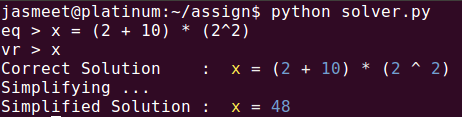 jasmeet@platinum:~/assign$ python solver.py
eq > x = (2 + 10) * (2^2)
vr > x
Correct Solution    :  x = (2 + 10) * (2 ^ 2)
Simplifying ...
Simplified Solution :  x = 48